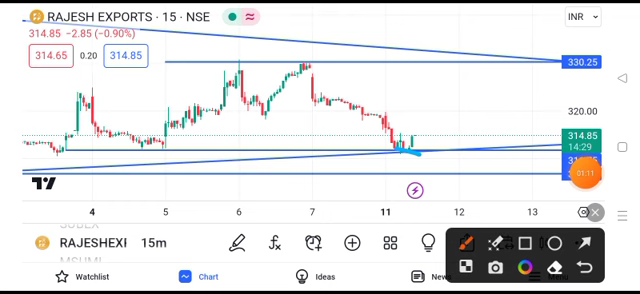 RAJESH EXPORTS · 15 · NSE
INR
314.85 −2.85 (−0.90%)
314.65 0.20 314.85
330.25
320.00
314.85
14:29
01:11
4 5 6 7 11 12 13
RAJESHEXI 15m
Watchlist Chart Ideas News